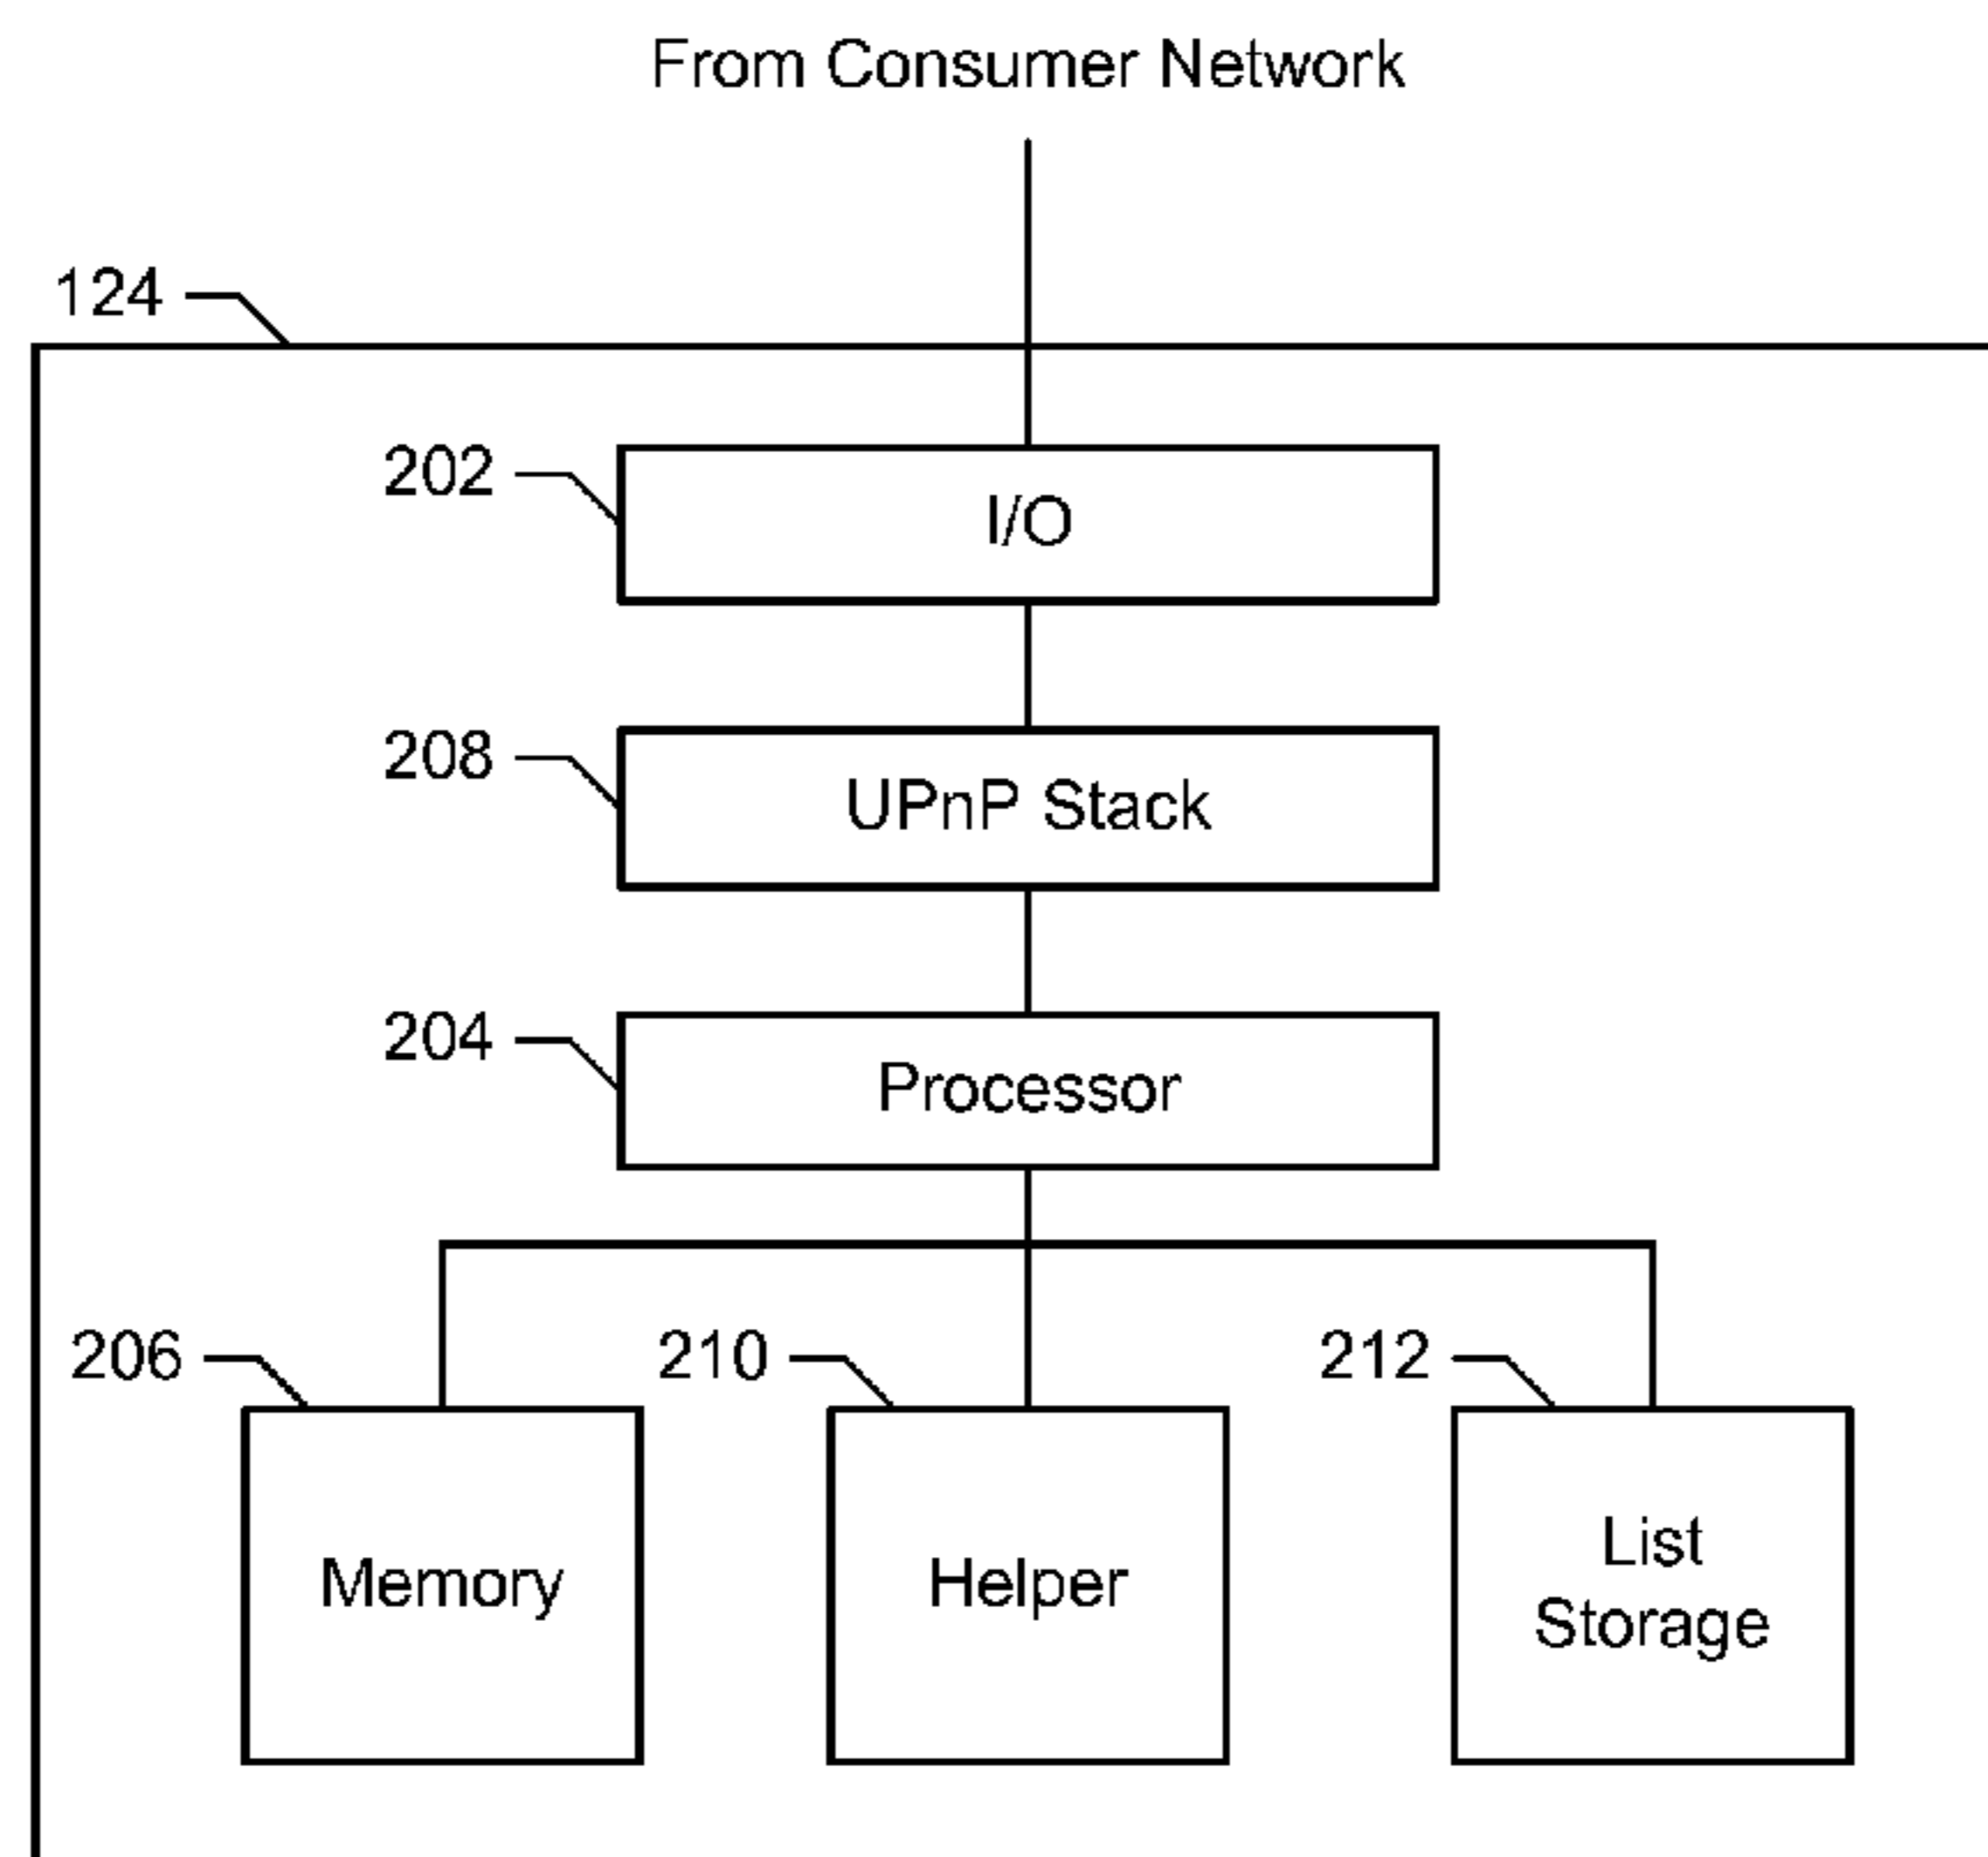 From Consumer Network
124
202
I/O
208
UPnP Stack
204
Processor
206
210
212
Memory
Helper
List
Storage